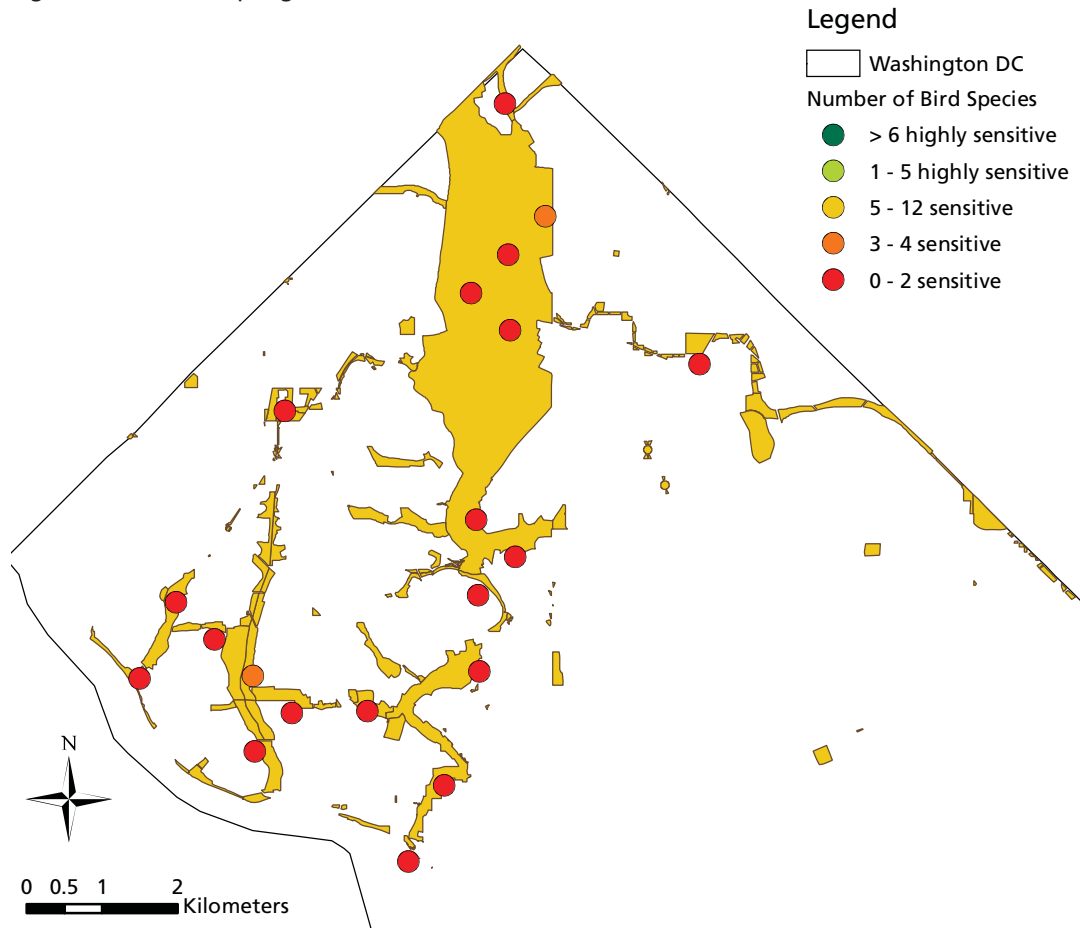 Legend
Washington DC
Number of Bird Species
> 6 highly sensitive
1 - 5 highly sensitive
5 - 12 sensitive
3 - 4 sensitive
0 - 2 sensitive
N
0 0.5 1 2
Kilometers